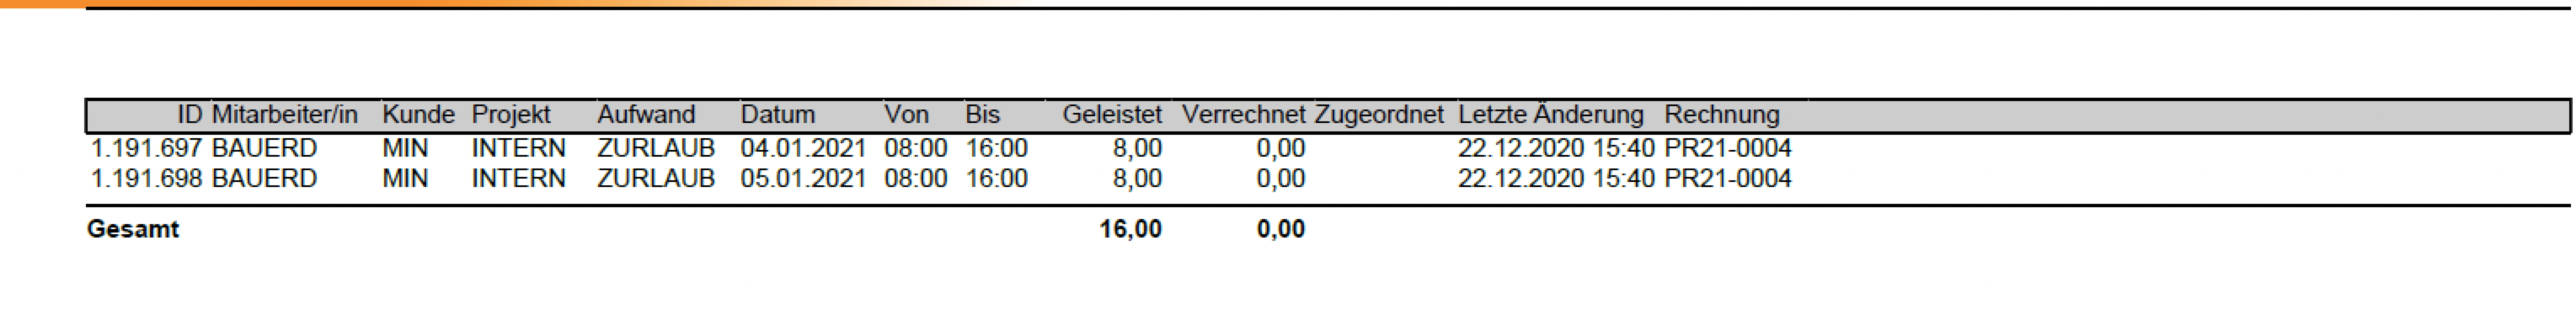 ID Mitarbeiter/in Kunde Projekt Aufwand Datum Von Bis Geleistet Verrechnet Zugeordnet Letzte Änderung Rechnung
1.191.697 BAUERD MIN INTERN ZURLAUB 04.01.2021 08:00 16:00 8,00 0,00 22.12.2020 15:40 PR21-0004
1.191.698 BAUERD MIN INTERN ZURLAUB 05.01.2021 08:00 16:00 8,00 0,00 22.12.2020 15:40 PR21-0004
Gesamt 16,00 0,00